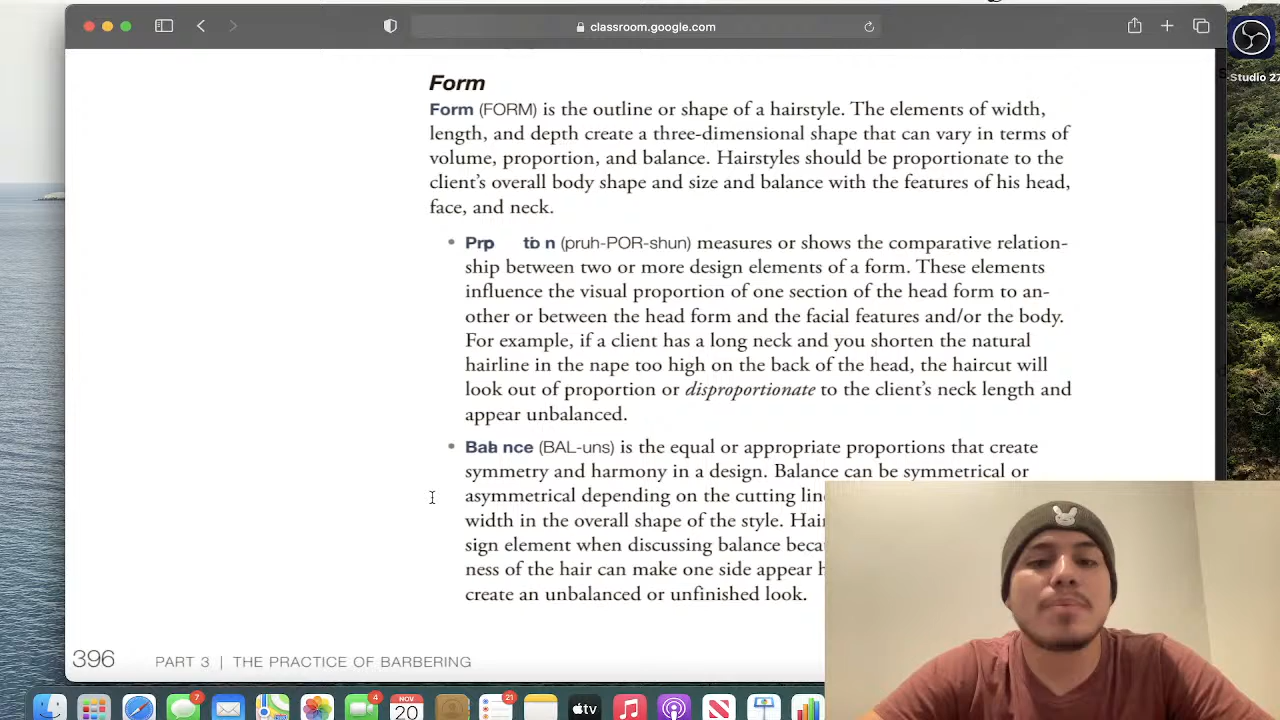 classroom.google.com
Studio 27
Form
Form (FORM) is the outline or shape of a hairstyle. The elements of width,
length, and depth create a three-dimensional shape that can vary in terms of
volume, proportion, and balance. Hairstyles should be proportionate to the
client's overall body shape and size and balance with the features of his head,
face, and neck.
• Prp to n (pruh-POR-shun) measures or shows the comparative relation-
ship between two or more design elements of a form. These elements
influence the visual proportion of one section of the head form to an-
other or between the head form and the facial features and/or the body.
For example, if a client has a long neck and you shorten the natural
hairline in the nape too high on the back of the head, the haircut will
look out of proportion or disproportionate to the client's neck length and
appear unbalanced.
• Bala nce (BAL-uns) is the equal or appropriate proportions that create
symmetry and harmony in a design. Balance can be symmetrical or
asymmetrical depending on the cutting
width in the overall shape of the style.
sign element when discussing balance
ness of the hair can make one side appear
create an unbalanced or unfinished look.
396 PART 3 | THE PRACTICE OF BARBERING
7
4
NOV
20
21
tv